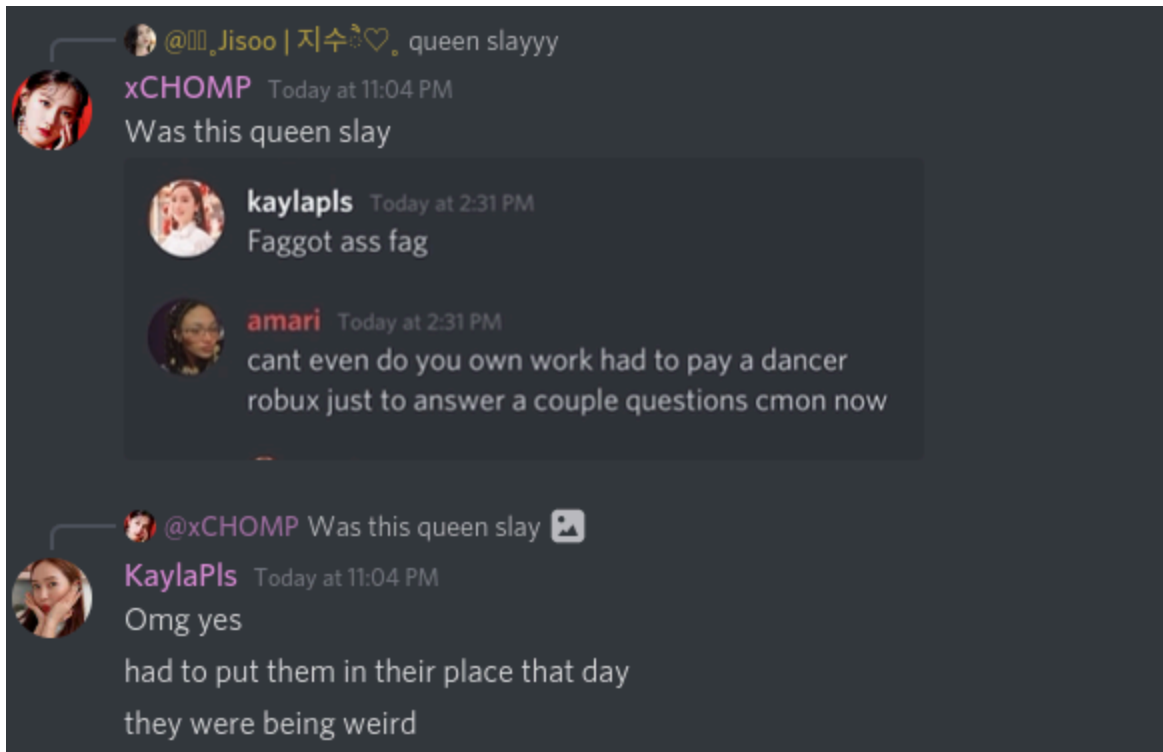 @ ｡Jisoo | 지수 ♡｡ queen slayyy
xCHOMP Today at 11:04 PM
Was this queen slay
kaylapls Today at 2:31 PM
Faggot ass fag
amari Today at 2:31 PM
cant even do you own work had to pay a dancer
robux just to answer a couple questions cmon now
@xCHOMP Was this queen slay
KaylaPls Today at 11:04 PM
Omg yes
had to put them in their place that day
they were being weird